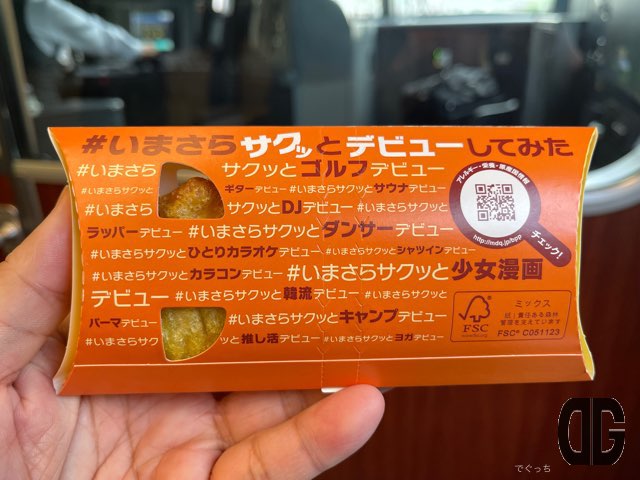 #いまさらサクッとデビューしてみた
#いまさら サクッとゴルフデビュー
#いまさらサクッと ギターデビュー #いまさらサクッとサウナデビュー
#いまさら サクッとDJデビュー #いまさらサクッと
ラッパーデビュー #いまさらサクッとダンサーデビュー
#いまさらサクッとひとりカラオケデビュー #いまさらサクッとシャツインデビュー
#いまさらサクッとカラコンデビュー #いまさらサクッと少女漫画
デビュー #いまさらサクッと韓流デビュー #いまさらサクッと
パーマデビュー #いまさらサクッとキャンプデビュー
#いまさらサク ッと推し活デビュー #いまさらサクッとヨガデビュー
アレルギー・栄養・原産国情報
http://mdq.jp/bpp
チェック!
FSC
ミックス
紙|責任ある森林
管理を支えています
FSC® C051123
DG
でぐっち